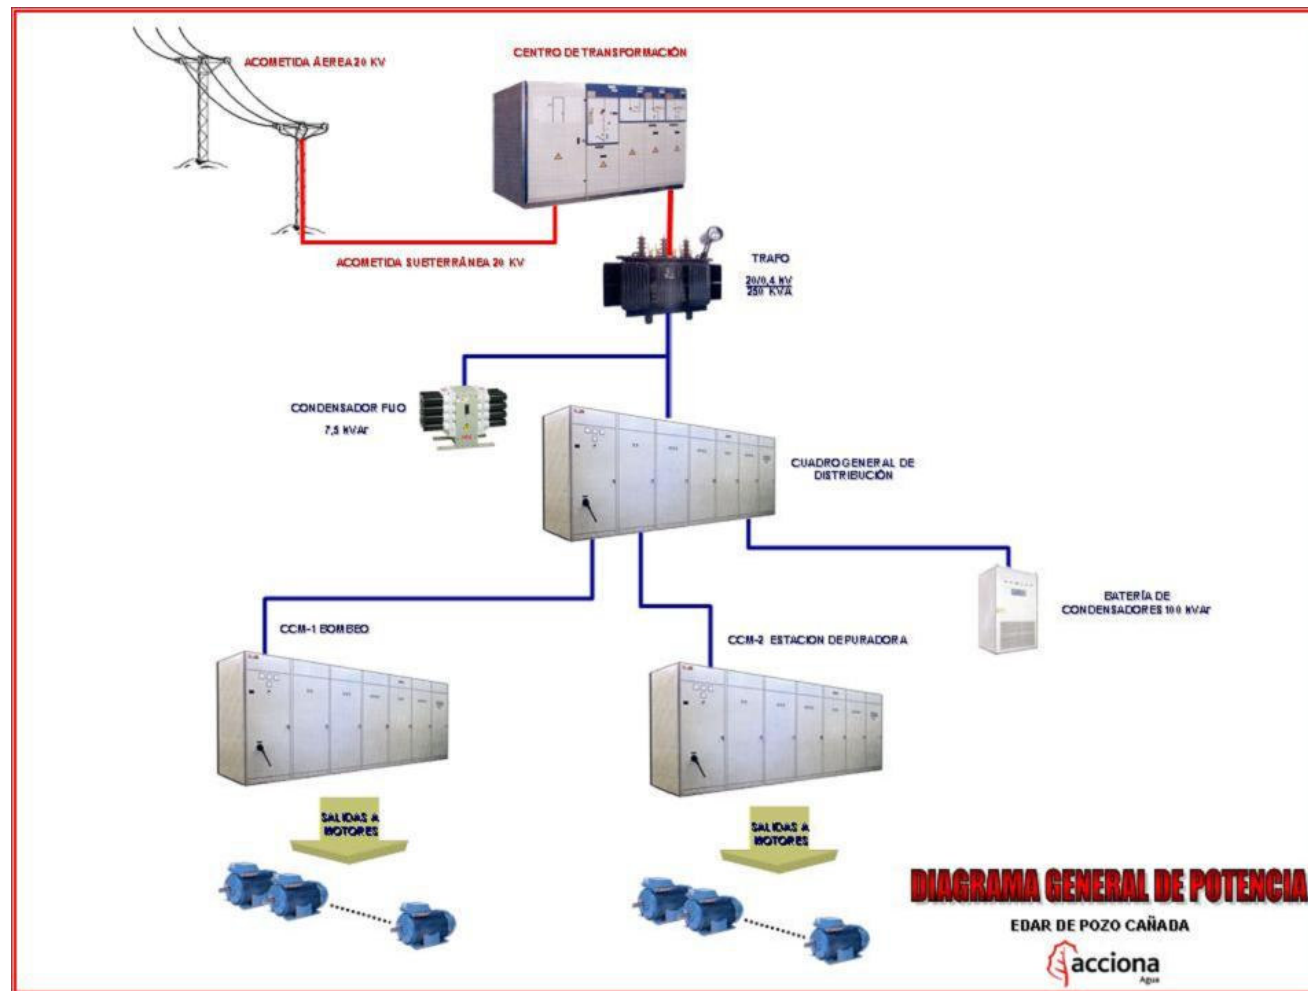 ACOMETIDA ÁEREA 20 KV
CENTRO DE TRANSFORMACIÓN
ACOMETIDA SUBTERRÁNEA 20 KV
TRAFO
20/0,4 kV
250 KVA
CONDENSADOR FIJO
7,5 kVAr
CUADRO GENERAL DE
DISTRIBUCIÓN
BATERÍA DE
CONDENSADORES 100 kVAr
CCM-1 BOMBEO
CCM-2 ESTACION DEPURADORA
SALIDAS A
MOTORES
SALIDAS A
MOTORES
DIAGRAMA GENERAL DE POTENCIA
EDAR DE POZO CAÑADA
acciona
Agua